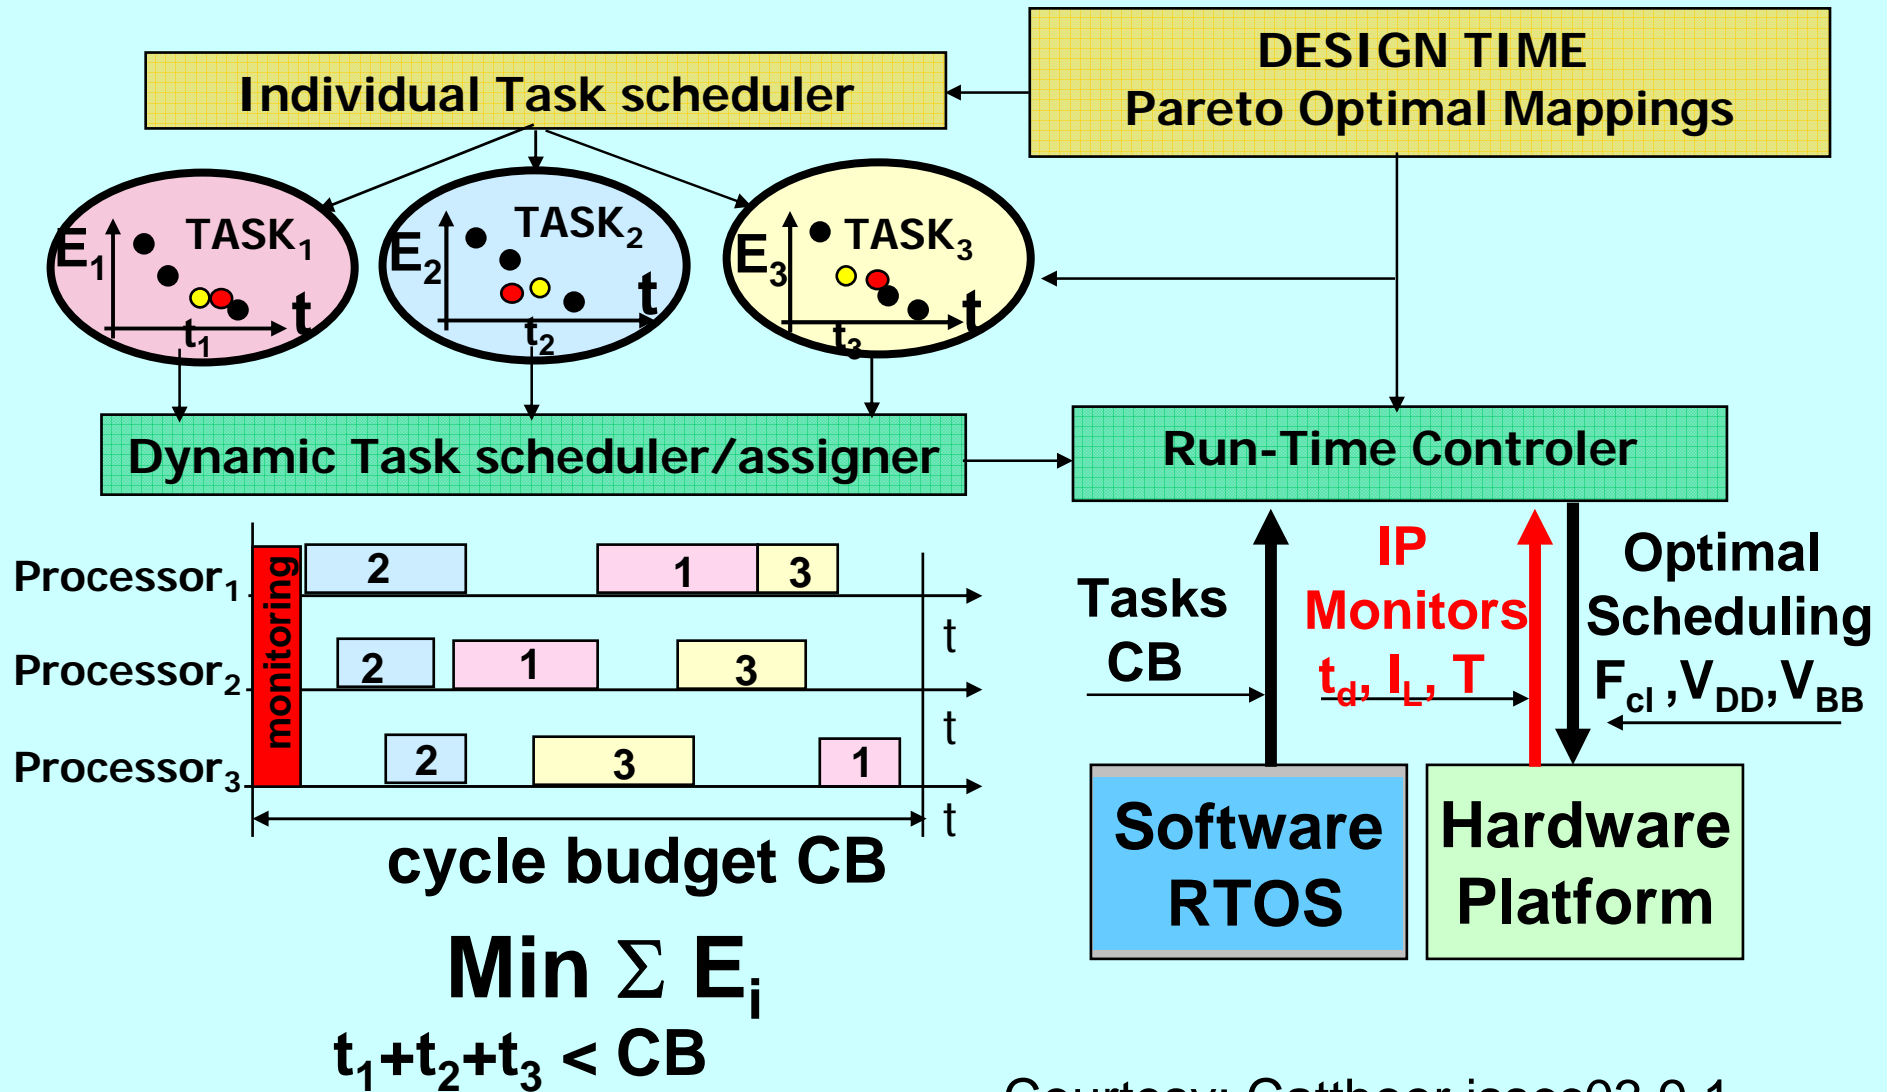 DESIGN TIME
Pareto Optimal Mappings
Individual Task scheduler
TASK1
E1
t
t1
TASK2
E2
t
t2
TASK3
E3
t
t3
Dynamic Task scheduler/assigner
Run-Time Controler
monitoring
Processor1
2
1
3
t
Processor2
2
1
3
t
Processor3
2
3
1
t
cycle budget CB
Min Σ Ei
t1+t2+t3 < CB
Tasks
CB
IP
Monitors
td, IL, T
Optimal
Scheduling
Fcl ,VDD,VBB
Software
RTOS
Hardware
Platform
Courtesy: Catthoor